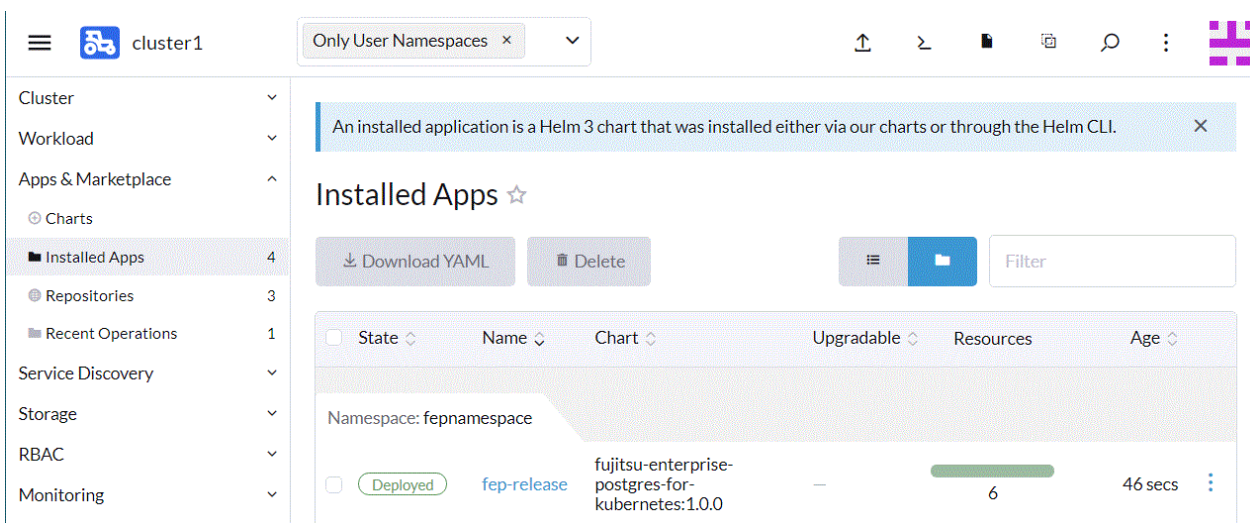 cluster1
Only User Namespaces ×
Cluster
Workload
Apps & Marketplace
Charts
Installed Apps 4
Repositories 3
Recent Operations 1
Service Discovery
Storage
RBAC
Monitoring
An installed application is a Helm 3 chart that was installed either via our charts or through the Helm CLI.
Installed Apps
Download YAML
Delete
Filter
State Name Chart Upgradable Resources Age
Namespace: fepnamespace
Deployed fep-release fujitsu-enterprise-
postgres-for-
kubernetes:1.0.0
— 6 46 secs